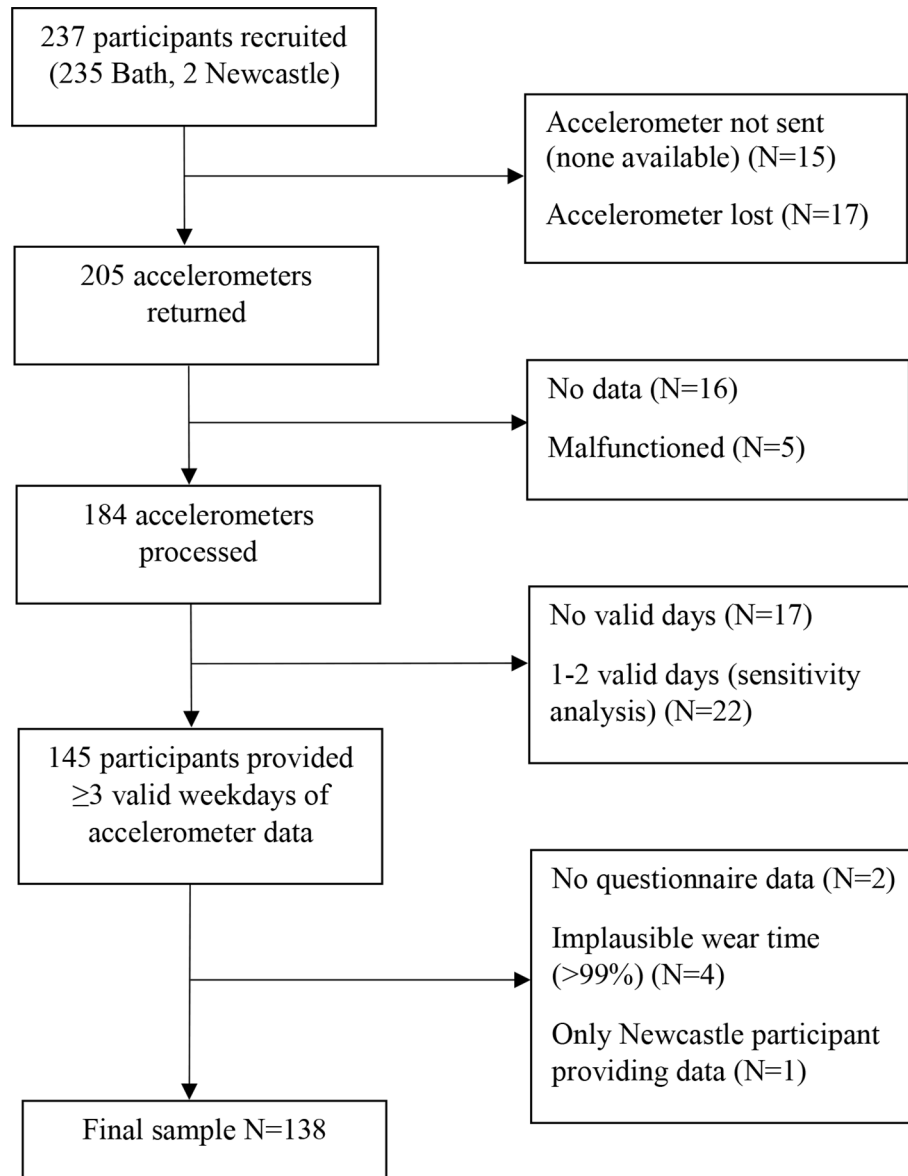 237 participants recruited
(235 Bath, 2 Newcastle)
Accelerometer not sent
(none available) (N=15)
Accelerometer lost (N=17)
205 accelerometers
returned
No data (N=16)
Malfunctioned (N=5)
184 accelerometers
processed
No valid days (N=17)
1-2 valid days (sensitivity
analysis) (N=22)
145 participants provided
≥3 valid weekdays of
accelerometer data
No questionnaire data (N=2)
Implausible wear time
(>99%) (N=4)
Only Newcastle participant
providing data (N=1)
Final sample N=138